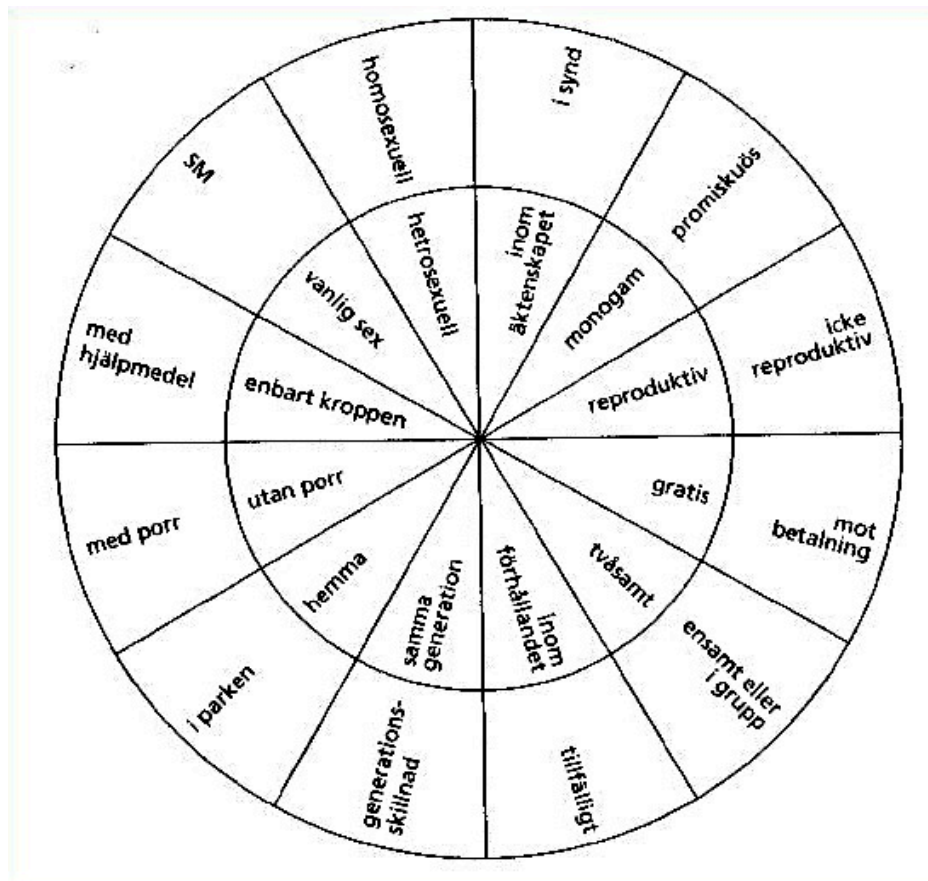 homosexuell
i synd
promiskuös
icke
reproduktiv
mot
betalning
ensamt eller
i grupp
tillfälligt
generations-
skillnad
i parken
med porr
med
hjälpmedel
SM
hetrosexuell
inom
äktenskapet
monogam
reproduktiv
gratis
tvåsamt
inom
förhållandet
samma
generation
hemma
utan porr
enbart kroppen
vanlig sex